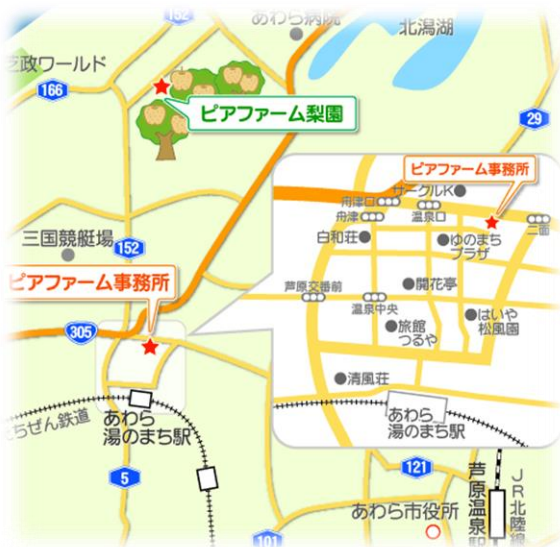 152
あわら病院
北潟湖
芝政ワールド
166
ピアファーム梨園
29
ピアファーム事務所
サークルK
舟津口
舟津
温泉口
二面
白和荘
ゆのまち
プラザ
三国競艇場
152
ピアファーム事務所
芦原交番前
開花亭
温泉中央
はいや
松風園
旅館
つるや
305
清風荘
あわら
湯のまち駅
あわら
湯のまち駅
ちぜん鉄道
5
121
芦原温泉駅
JR北陸線
あわら市役所
101